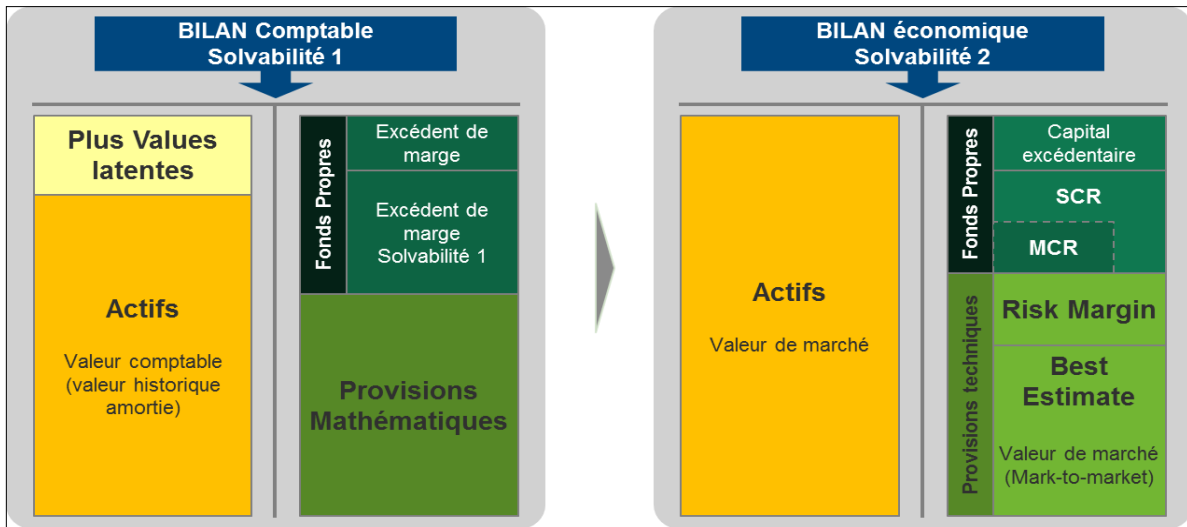 BILAN Comptable
Solvabilité 1
Plus Values
latentes
Actifs
Valeur comptable
(valeur historique
amortie)
Fonds Propres
Excédent de
marge
Excédent de
marge
Solvabilité 1
Provisions
Mathématiques
BILAN économique
Solvabilité 2
Actifs
Valeur de marché
Fonds Propres
Capital
excédentaire
SCR
MCR
Provisions techniques
Risk Margin
Best
Estimate
Valeur de marché
(Mark-to-market)